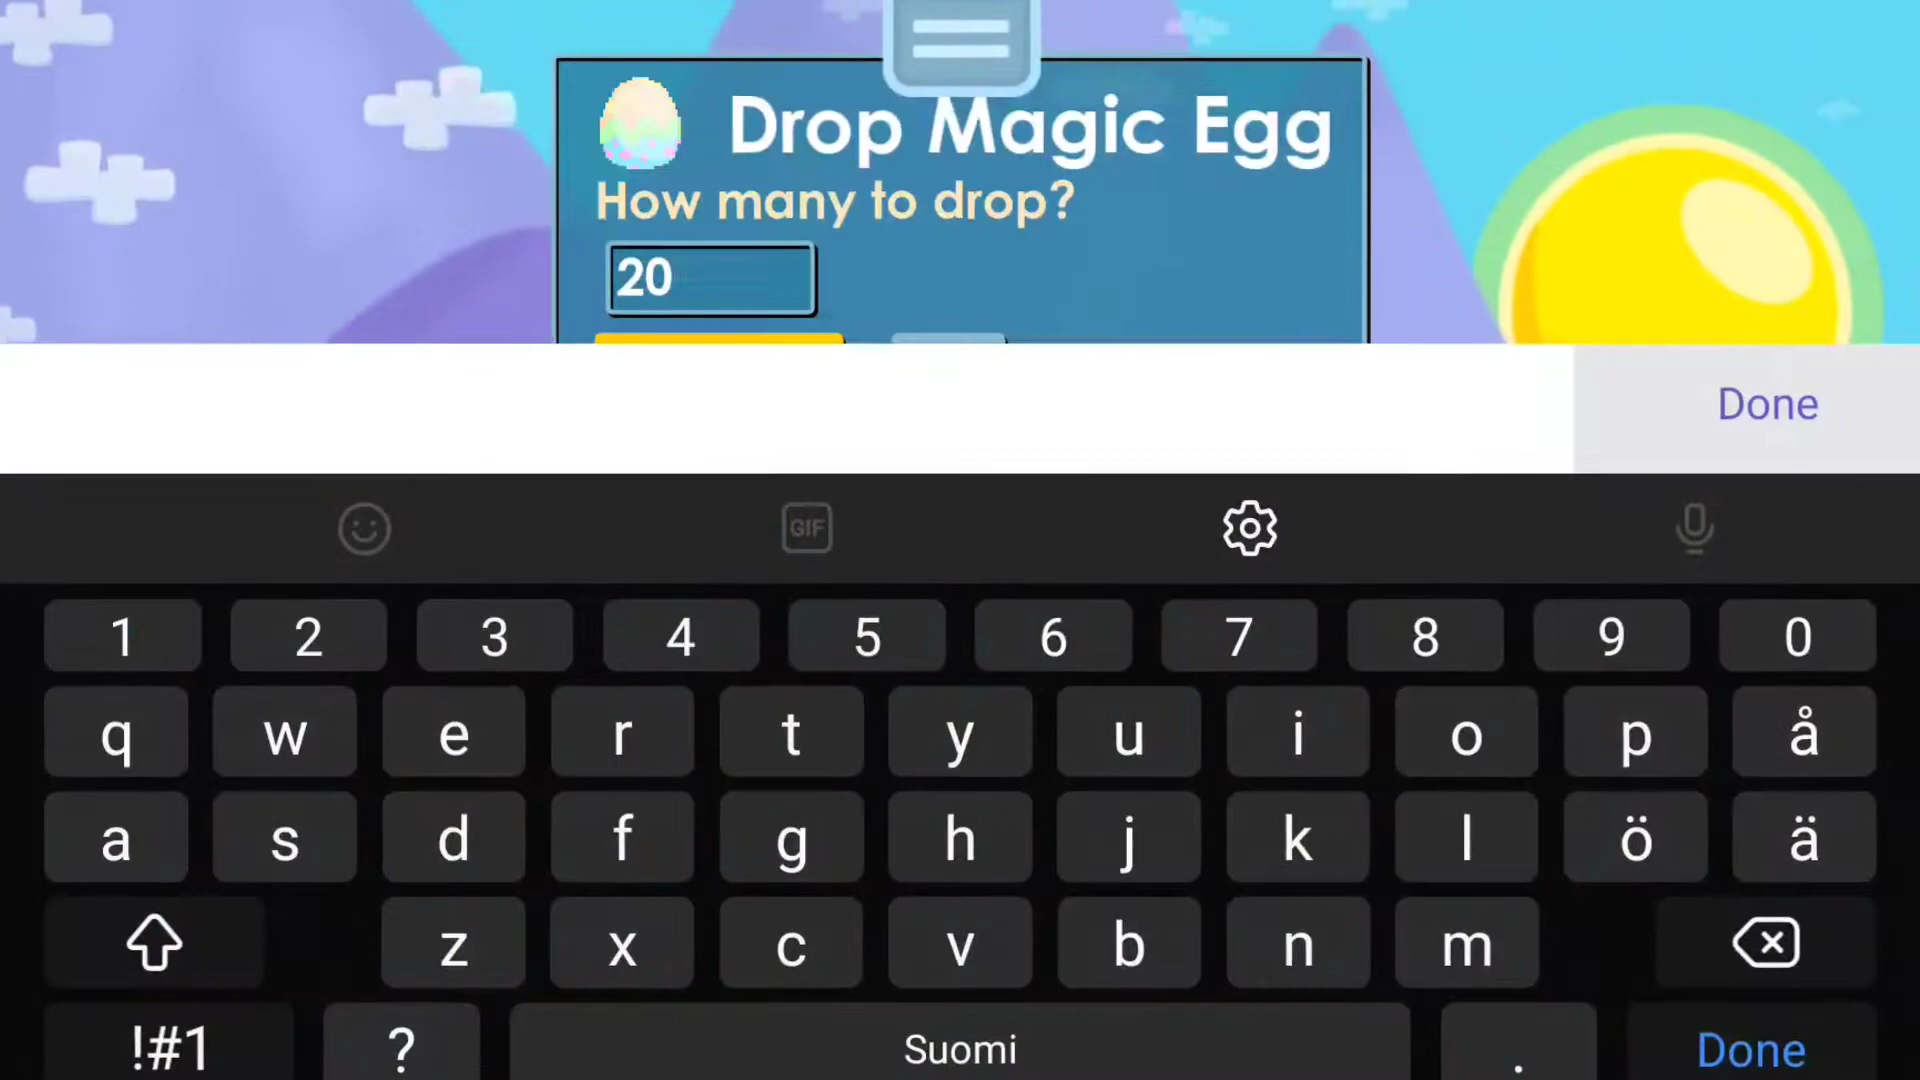 Drop Magic Egg
How many to drop?
20
Done
GIF
1 2 3 4 5 6 7 8 9 0
q w e r t y u i o p å
a s d f g h j k l ö ä
z x c v b n m
!#1 ? Suomi . Done